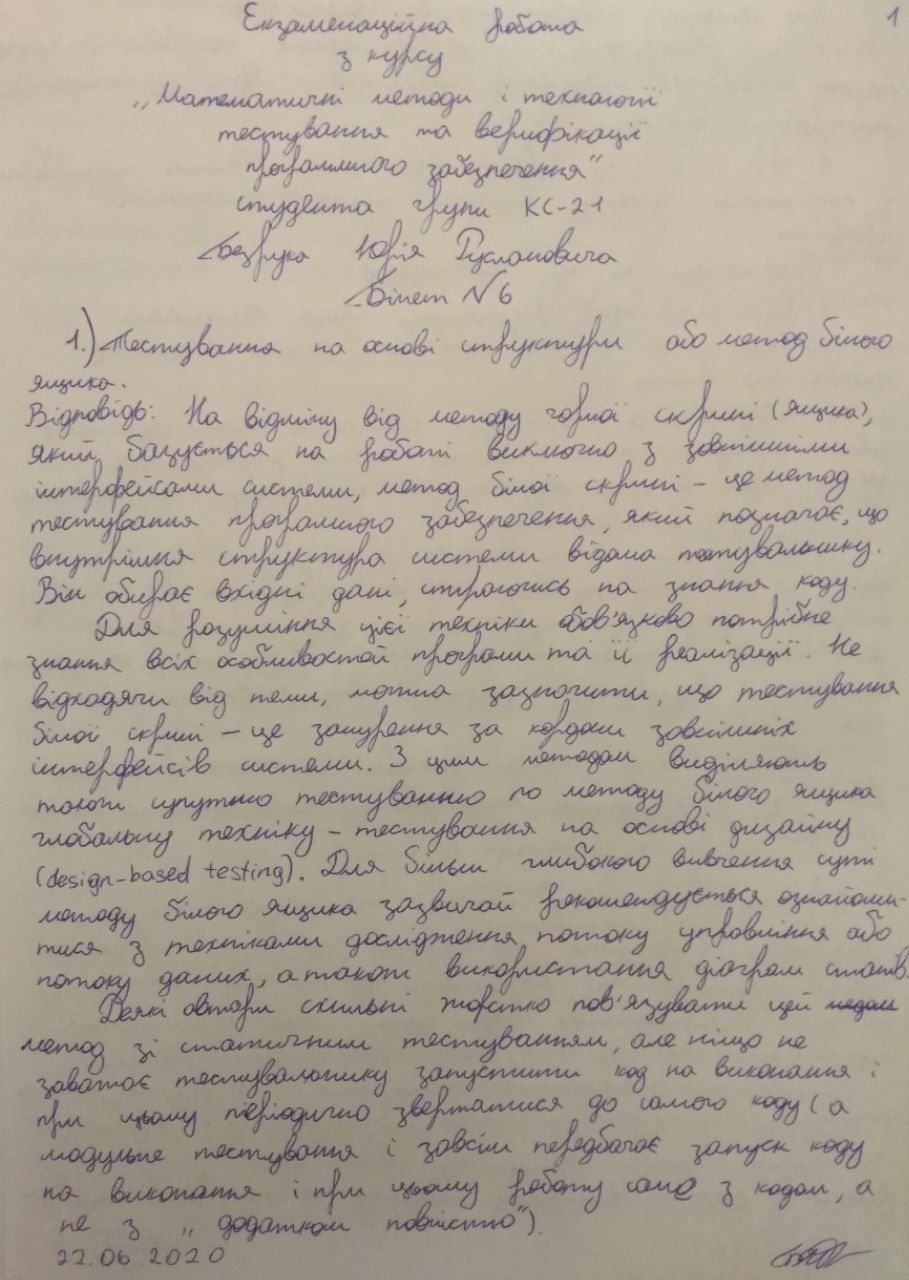 1
Екзаменаційна робота
з курсу
„Математичні методи і технології
тестування та верифікації
програмного забезпечення"
студента групи КС-21
Безрука Юрія Руслановича
Білет №6
1.) Тестування на основі структури або метод білого
ящика.
Відповідь: На відміну від методу чорної скрині (ящика),
який базується на роботі виключно з зовнішніми
інтерфейсами системи, метод білої скрині – це метод
тестування програмного забезпечення, який позначає, що
внутрішня структура системи відома тестувальнику.
Він обирає вхідні дані, спираючись на знання коду.
Для розуміння цієї техніки обов'язково потрібне
знання всіх особливостей програми та її реалізації. Не
відходячи від теми, можна зазначити, що тестування
білої скрині – це занурення за кордони зовнішніх
інтерфейсів системи. З цим методом виділяють
також супутню тестуванню по методу білого ящика
глобальну техніку – тестування на основі дизайну
(design-based testing). Для більш глибокого вивчення суті
методу білого ящика зазвичай рекомендується ознайоми-
тися з техніками дослідження потоку управління або
потоку даних, а також використання діаграм станів.
Деякі автори схильні жорстко пов'язувати цей
метод зі статичним тестуванням, але ніщо не
заважає тестувальнику запустити код на виконання і
при цьому періодично звертатися до самого коду (а
модульне тестування і зовсім передбачає запуск коду
на виконання і при цьому роботу саме з кодом, а
не з „додатком повністю").
22.06.2020